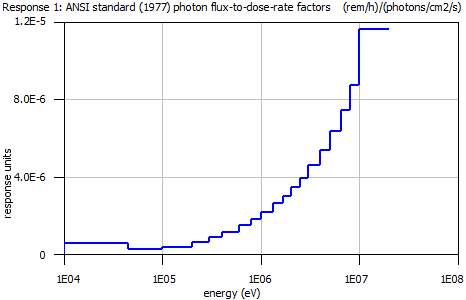 Response 1: ANSI standard (1977) photon flux-to-dose-rate factors (rem/h)/(photons/cm2/s)
1.2E-5
8.0E-6
4.0E-6
0
response units
1E04 1E05 1E06 1E07 1E08
energy (eV)